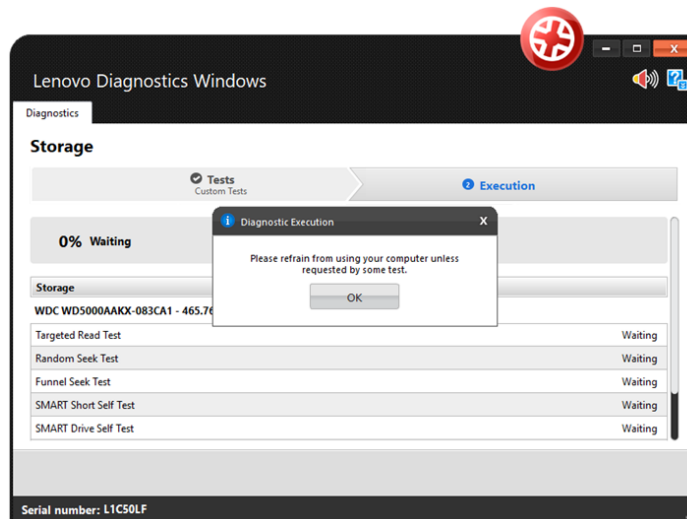 Lenovo Diagnostics Windows
Diagnostics
Storage
Tests
Custom Tests
2 Execution
0% Waiting
Diagnostic Execution
X
Please refrain from using your computer unless
requested by some test.
OK
Storage
WDC WD5000AAKX-083CA1 - 465.76
Targeted Read Test Waiting
Random Seek Test Waiting
Funnel Seek Test Waiting
SMART Short Self Test Waiting
SMART Drive Self Test Waiting
Serial number: L1C50LF